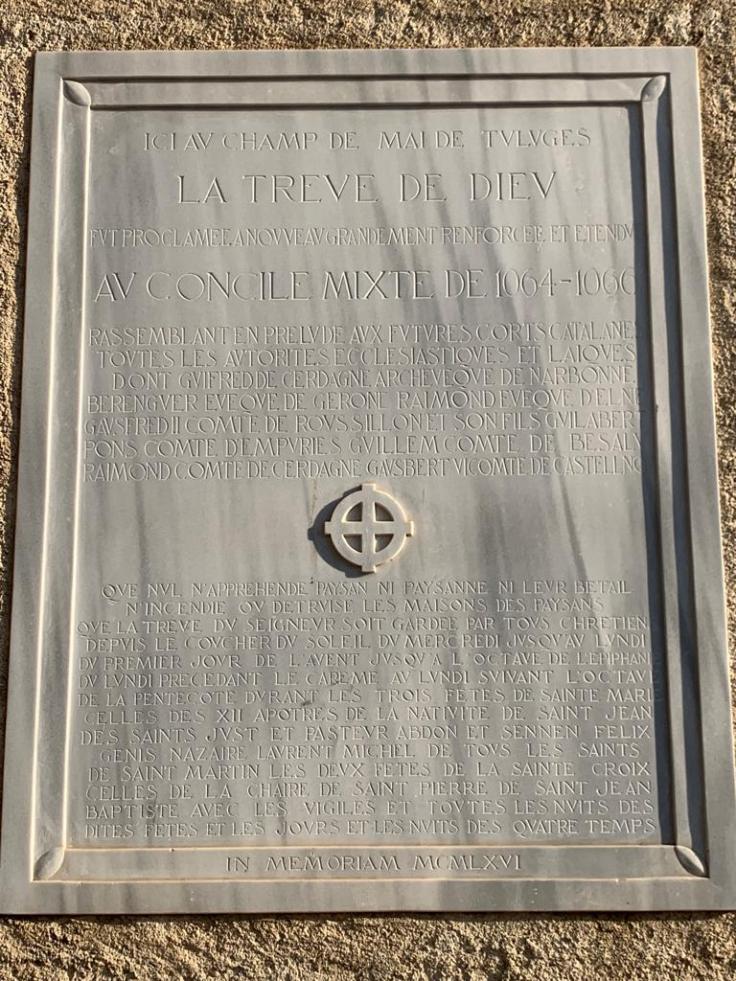 ICI AV CHAMP DE MAI DE TVLVGES
LA TREVE DE DIEV
FVT PROCLAMEE A NOVVEAV GRANDEMENT RENFORCEE ET ETENDVE
AV CONCILE MIXTE DE 1064-1066
RASSEMBLANT EN PRELVDE AVX FVTVRES CORTS CATALANES
TOVTES LES AVTORITES ECCLESIASTIQVES ET LAIQVES
DONT GVIFRED DE CERDAGNE ARCHEVEQVE DE NARBONNE
BERENGVER EVEQVE DE GERONE RAIMOND EVEQVE D'ELNE
GAVSFRED II COMTE DE ROVSSILLON ET SON FILS GVILABERT
PONS COMTE D'EMPVRIES GVILLEM COMTE DE BESALV
RAIMOND COMTE DE CERDAGNE GAVSBERT VICOMTE DE CASTELLNO
QVE NVL N'APPREHENDE PAYSAN NI PAYSANNE NI LEVR BETAIL
N'INCENDIE OV DETRVISE LES MAISONS DES PAYSANS
QVE LA TREVE DV SEIGNEVR SOIT GARDEE PAR TOVS CHRETIEN
DEPVIS LE COVCHER DV SOLEIL DV MERCREDI JVSQV'AV LVNDI
DV PREMIER JOVR DE L'AVENT JVSQV'A L'OCTAVE DE L'EPIPHANI
DV LVNDI PRECEDANT LE CAREME AV LVNDI SVIVANT L'OCTAVE
DE LA PENTECOTE DVRANT LES TROIS FETES DE SAINTE MARIE
CELLES DES XII APOTRES DE LA NATIVITE DE SAINT JEAN
DES SAINTS JVST ET PASTEVR ABDON ET SENNEN FELIX
GENIS NAZAIRE LAVRENT MICHEL DE TOVS LES SAINTS
DE SAINT MARTIN LES DEVX FETES DE LA SAINTE CROIX
CELLES DE LA CHAIRE DE SAINT PIERRE DE SAINT JEAN
BAPTISTE AVEC LES VIGILES ET TOVTES LES NVITS DES
DITES FETES ET LES JOVRS ET LES NVITS DES QVATRE TEMPS
IN MEMORIAM MCMLXVI